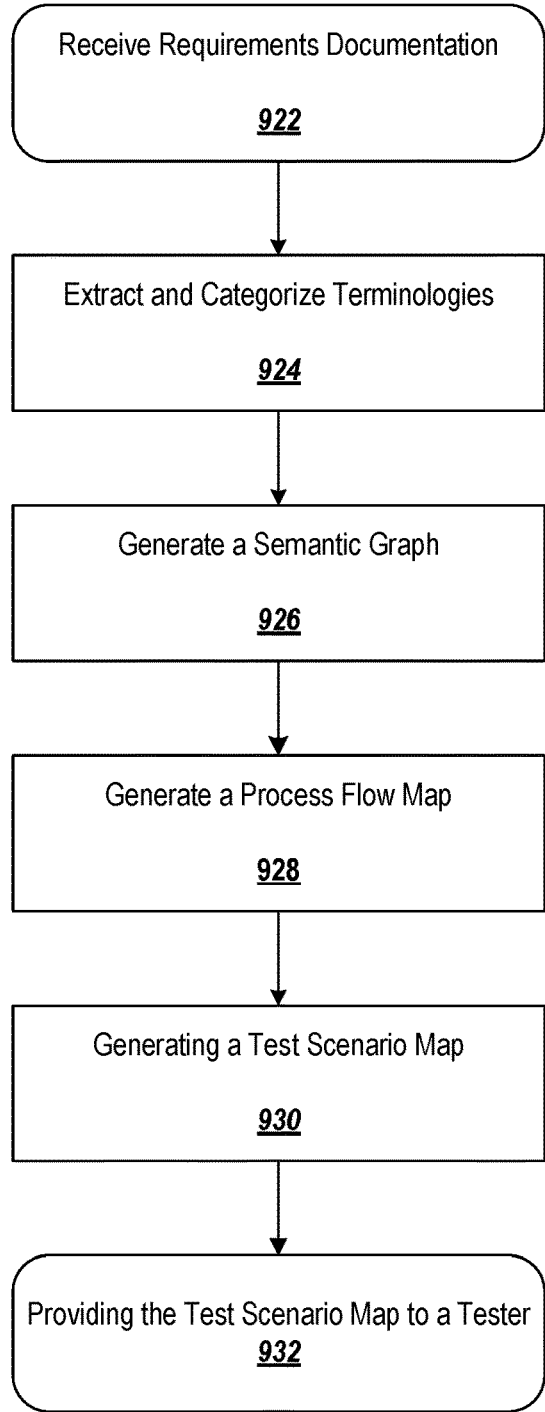 Receive Requirements Documentation
922
Extract and Categorize Terminologies
924
Generate a Semantic Graph
926
Generate a Process Flow Map
928
Generating a Test Scenario Map
930
Providing the Test Scenario Map to a Tester
932